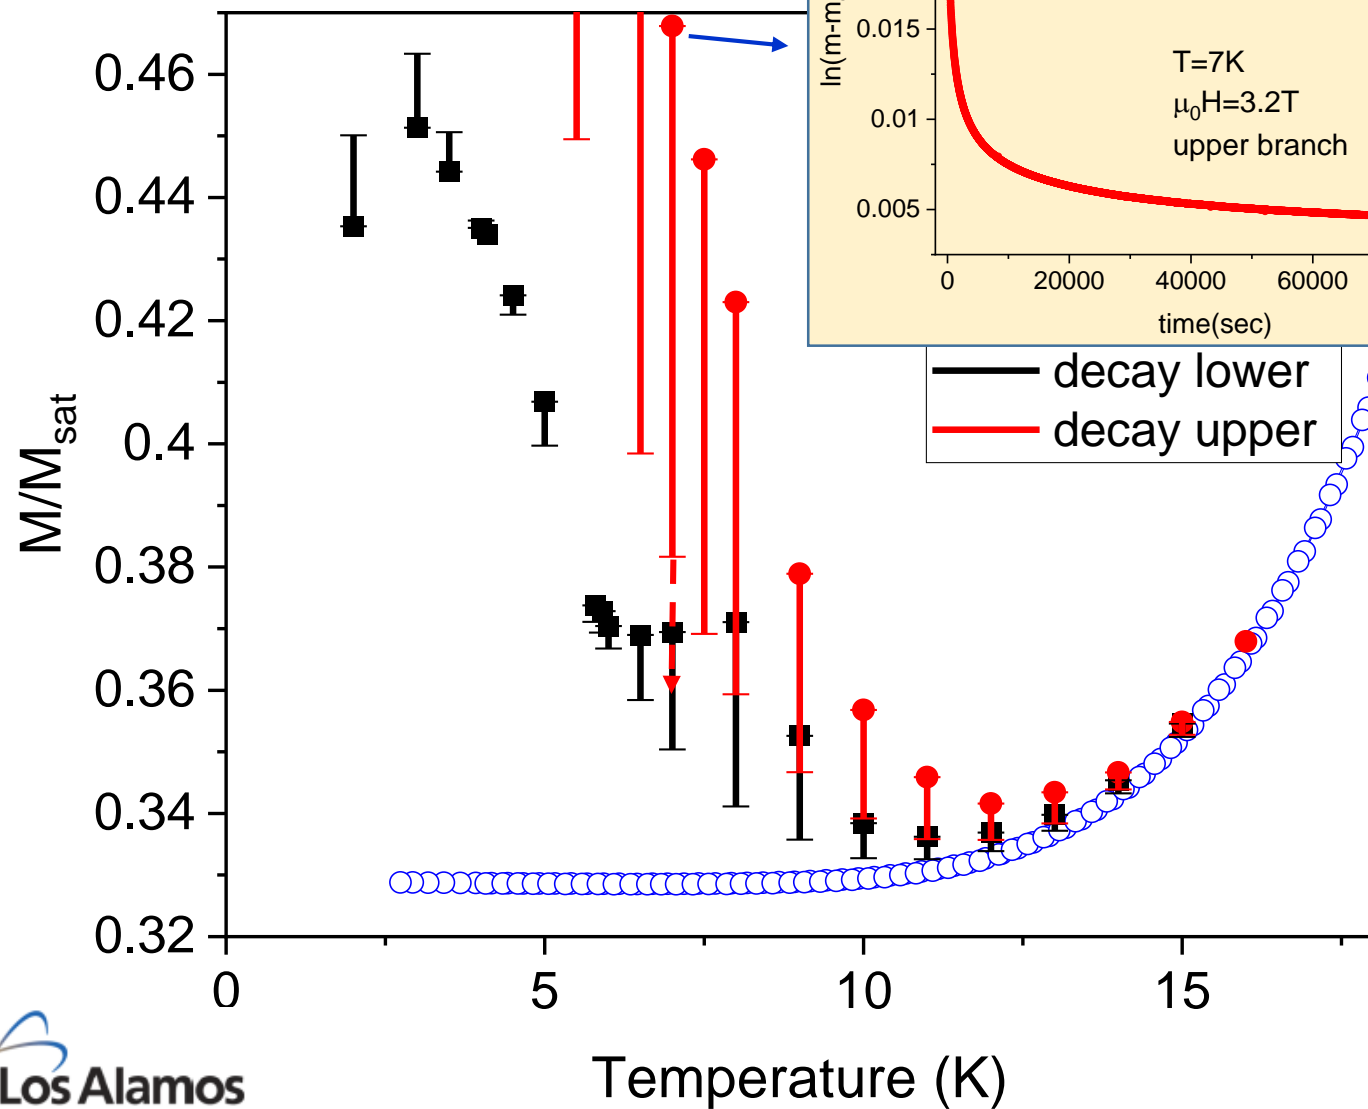 M/M_sat
0.46
0.44
0.42
0.4
0.38
0.36
0.34
0.32
0
5
10
15
Temperature (K)
ln(m-m
0.015
0.01
0.005
0
20000
40000
60000
time(sec)
T=7K
μ₀H=3.2T
upper branch
decay lower
decay upper
Los Alamos